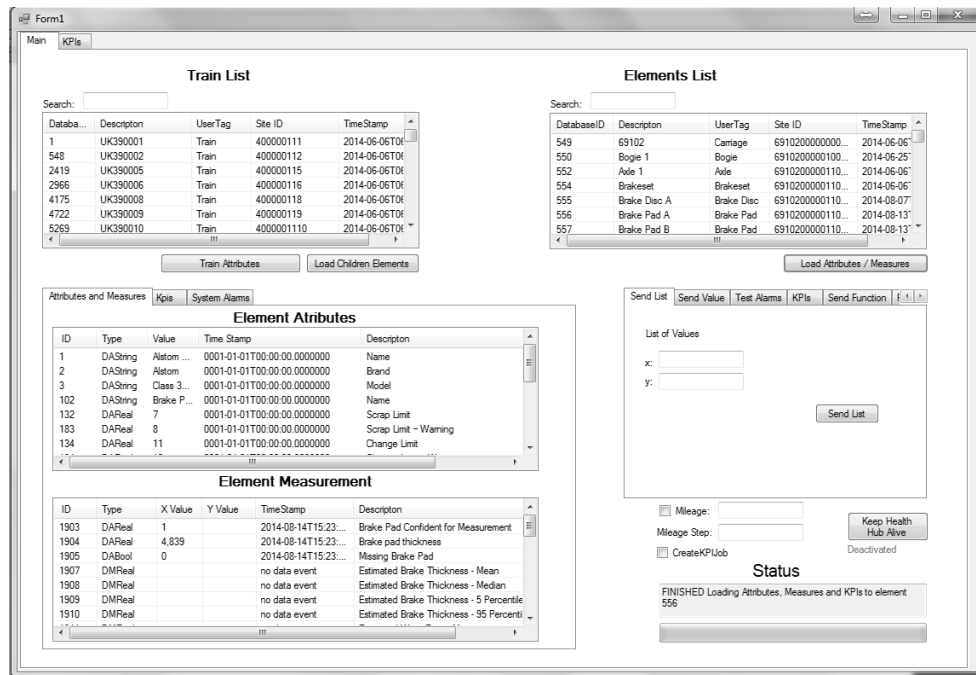 Form1
Main KPIs
Train List
Search:
Databa... Descripton UserTag Site ID TimeStamp
1 UK390001 Train 400000111 2014-06-06T06
548 UK390002 Train 400000112 2014-06-06T06
2419 UK390005 Train 400000115 2014-06-06T06
2966 UK390006 Train 400000116 2014-06-06T06
4175 UK390008 Train 400000118 2014-06-06T06
4722 UK390009 Train 400000119 2014-06-06T06
5269 UK390010 Train 4000001110 2014-06-06T06
Train Attributes Load Children Elements
Elements List
Search:
DatabaseID Descripton UserTag Site ID TimeStamp
549 69102 Carriage 6910200000000... 2014-06-06T
550 Bogie 1 Bogie 6910200000100... 2014-06-25T
552 Axle 1 Axle 6910200000110... 2014-06-06T
554 Brakeset Brakeset 6910200000110... 2014-06-06T
555 Brake Disc A Brake Disc 6910200000110... 2014-08-07T
556 Brake Pad A Brake Pad 6910200000110... 2014-08-13T
557 Brake Pad B Brake Pad 6910200000110... 2014-08-13T
Load Attributes / Measures
Attributes and Measures Kpis System Alarms
Element Atributes
ID Type Value Time Stamp Descripton
1 DAString Alstom ... 0001-01-01T00:00:00.0000000 Name
2 DAString Alstom 0001-01-01T00:00:00.0000000 Brand
3 DAString Class 3... 0001-01-01T00:00:00.0000000 Model
102 DAString Brake P... 0001-01-01T00:00:00.0000000 Name
132 DAReal 7 0001-01-01T00:00:00.0000000 Scrap Limit
183 DAReal 8 0001-01-01T00:00:00.0000000 Scrap Limit - Warning
134 DAReal 11 0001-01-01T00:00:00.0000000 Change Limit
Element Measurement
ID Type X Value Y Value TimeStamp Descripton
1903 DAReal 1 2014-08-14T15:23:... Brake Pad Confident for Measurement
1904 DAReal 4,839 2014-08-14T15:23:... Brake pad thickness
1905 DABool 0 2014-08-14T15:23:... Missing Brake Pad
1907 DMReal no data event Estimated Brake Thickness - Mean
1908 DMReal no data event Estimated Brake Thickness - Median
1909 DMReal no data event Estimated Brake Thickness - 5 Percentile
1910 DMReal no data event Estimated Brake Thickness - 95 Percenti
Send List Send Value Test Alarms KPIs Send Function
List of Values
x:
y:
Send List
Mileage:
Mileage Step:
CreateKPIJob
Keep Health
Hub Alive
Deactivated
Status
FINISHED Loading Attributes, Measures and KPIs to element
556